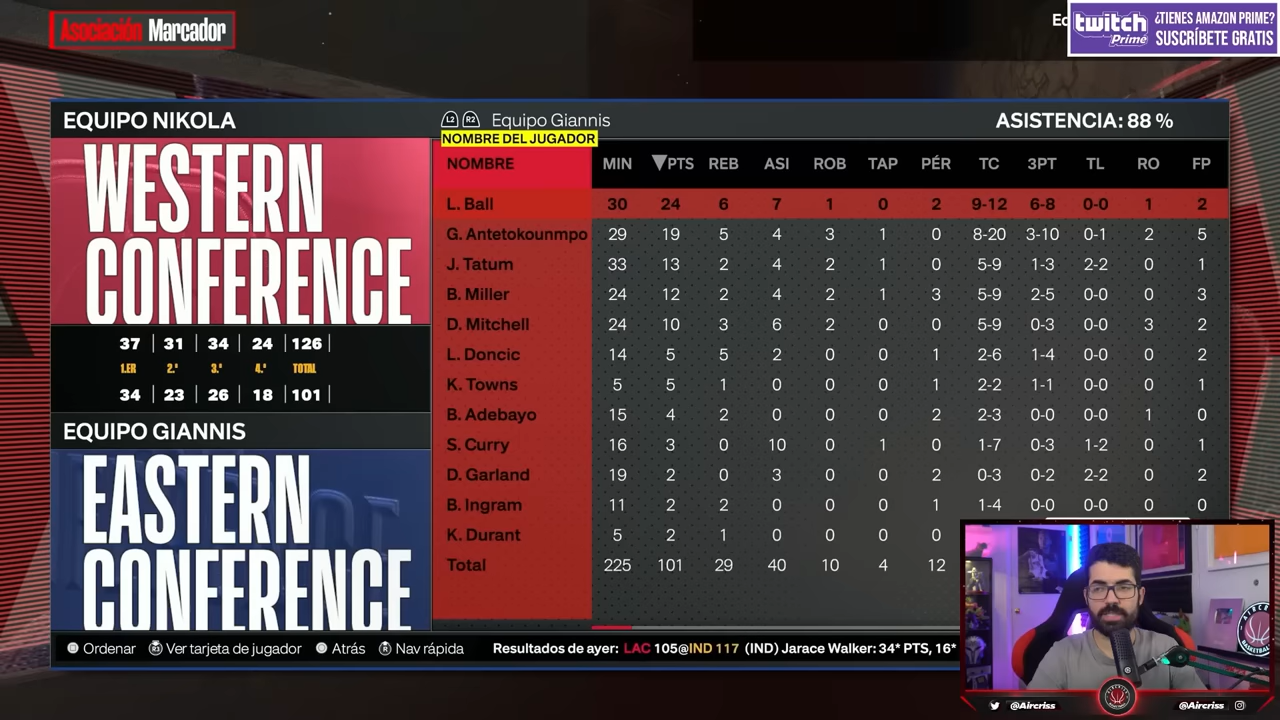 Asociación Marcador
twitch Prime
¿TIENES AMAZON PRIME?
SUSCRÍBETE GRATIS
EQUIPO NIKOLA
WESTERN
CONFERENCE
37 31 34 24 126
1.ER 2.º 3.º 4.º TOTAL
34 23 26 18 101
EQUIPO GIANNIS
EASTERN
CONFERENCE
L2 R2 Equipo Giannis
ASISTENCIA: 88 %
NOMBRE DEL JUGADOR
NOMBRE MIN PTS REB ASI ROB TAP PÉR TC 3PT TL RO FP
L. Ball 30 24 6 7 1 0 2 9-12 6-8 0-0 1 2
G. Antetokounmpo 29 19 5 4 3 1 0 8-20 3-10 0-1 2 5
J. Tatum 33 13 2 4 2 1 0 5-9 1-3 2-2 0 1
B. Miller 24 12 2 4 2 1 3 5-9 2-5 0-0 0 3
D. Mitchell 24 10 3 6 2 0 0 5-9 0-3 0-0 3 2
L. Doncic 14 5 5 2 0 0 1 2-6 1-4 0-0 0 2
K. Towns 5 5 1 0 0 0 1 2-2 1-1 0-0 0 1
B. Adebayo 15 4 2 0 0 0 2 2-3 0-0 0-0 1 0
S. Curry 16 3 0 10 0 1 0 1-7 0-3 1-2 0 1
D. Garland 19 2 0 3 0 0 2 0-3 0-2 2-2 0 2
B. Ingram 11 2 2 0 0 0 1 1-4 0-0 0-0 0 1
K. Durant 5 2 1 0 0 0 0
Total 225 101 29 40 10 4 12
Ordenar R3 Ver tarjeta de jugador Atrás R Nav rápida
Resultados de ayer: LAC 105@IND 117 (IND) Jarace Walker: 34* PTS, 16*
@Aircriss
@Aircriss